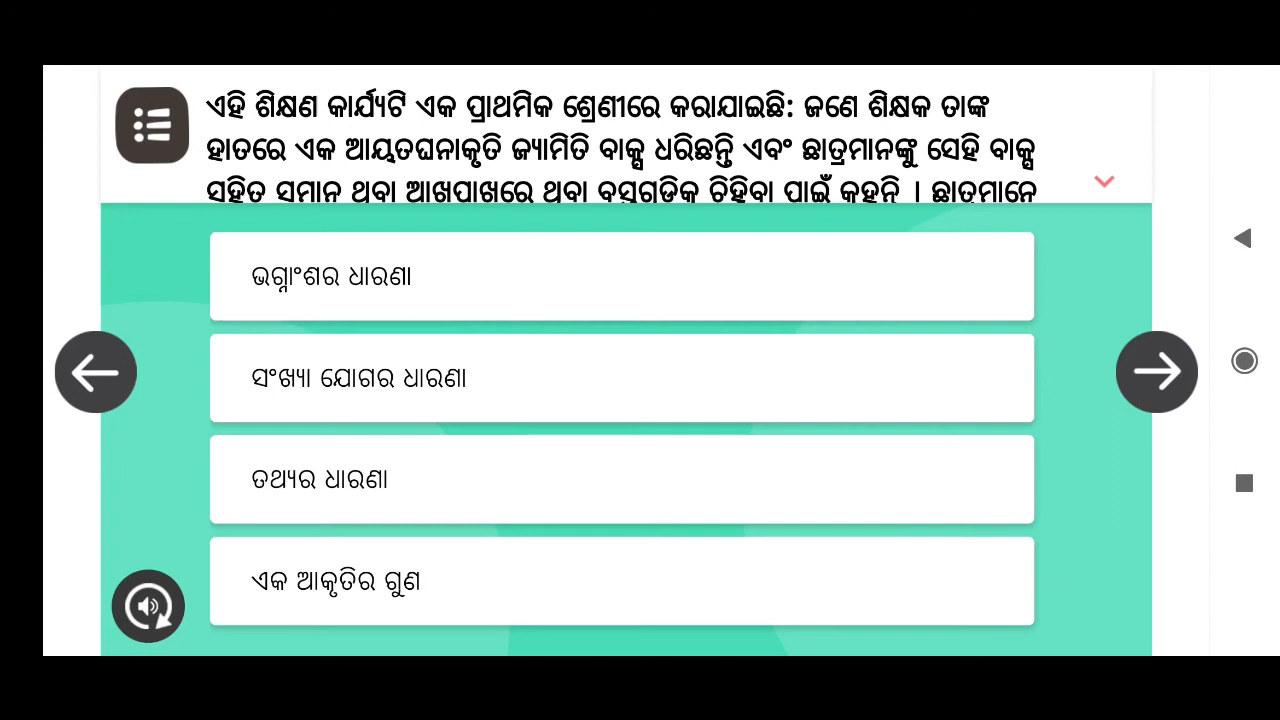 ଏହି ଶିକ୍ଷଣ କାର୍ଯ୍ୟଟି ଏକ ପ୍ରାଥମିକ ଶ୍ରେଣୀରେ କରାଯାଇଛି: ଜଣେ ଶିକ୍ଷକ ତାଙ୍କ
ହାତରେ ଏକ ଆୟତଘନାକୃତି ଜ୍ୟାମିତି ବାକ୍ସ ଧରିଛନ୍ତି ଏବଂ ଛାତ୍ରମାନଙ୍କୁ ସେହି ବାକ୍ସ
ସହିତ ସମାନ ଥିବା ଆଖପାଖରେ ଥିବା ବସ୍ତୁଗୁଡିକ ଚିହିବା ପାଇଁ କହନ୍ତି । ଛାତ୍ରମାନେ
ଭଗ୍ନାଂଶର ଧାରଣା
ସଂଖ୍ୟା ଯୋଗର ଧାରଣା
ତଥ୍ୟର ଧାରଣା
ଏକ ଆକୃତିର ଗୁଣ